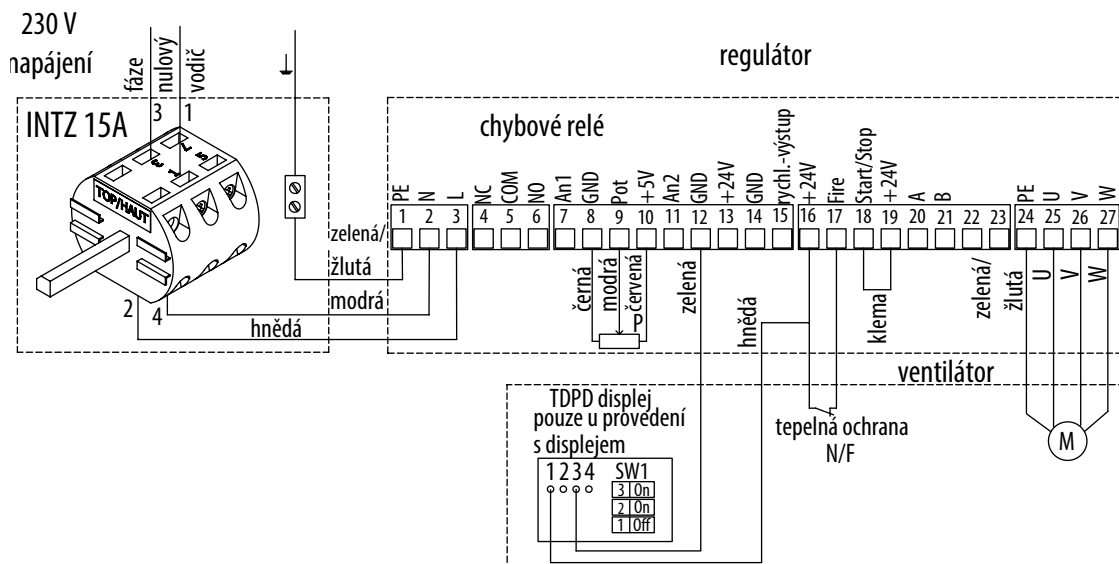 230 V
napájení
fáze
nulový
vodič
3
1
regulátor
INTZ 15A
chybové relé
TOP/HAUT
2
4
zelená/
žlutá
modrá
hnědá
PE
N
L
NC
COM
NO
An1
GND
Pot
+5V
An2
GND
+24V
GND
rychl.-výstup
+24V
Fire
Start/Stop
+24V
A
B
PE
U
V
W
1 2 3 4 5 6 7 8 9 10 11 12 13 14 15 16 17 18 19 20 21 22 23 24 25 26 27
černá
modrá
červená
P
zelená
hnědá
klema
zelená/
žlutá
U
V
W
ventilátor
TDPD displej
pouze u provedení
s displejem
1 2 3 4
SW1
3 On
2 On
1 Off
tepelná ochrana
N/F
M